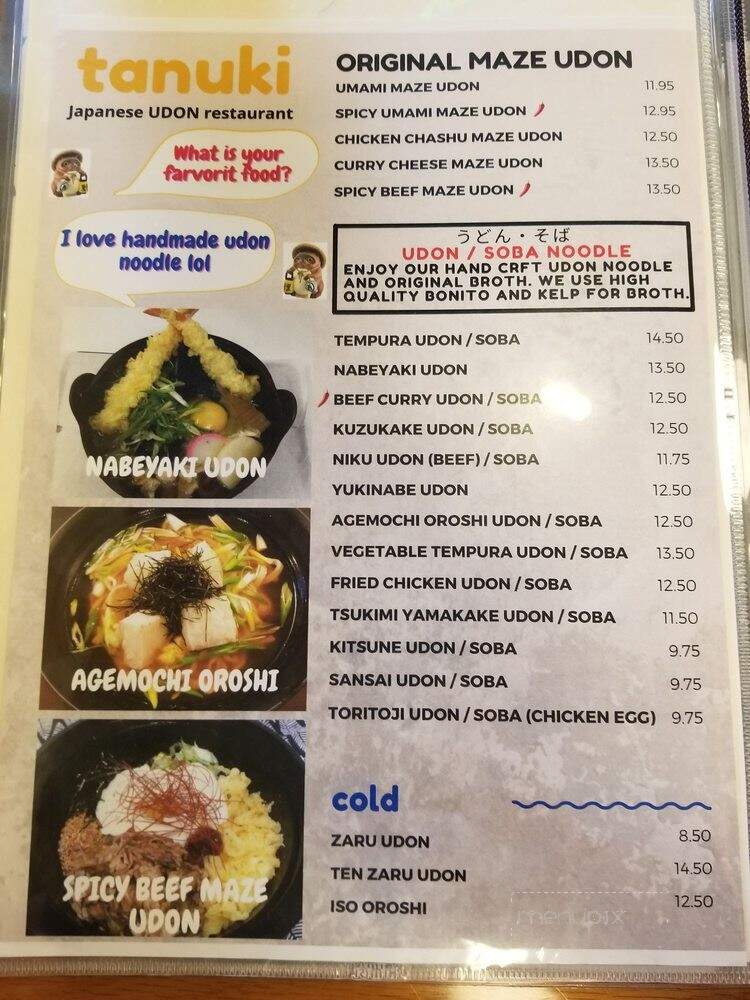 tanuki
Japanese UDON restaurant
What is your
farvorit food?
I love handmade udon
noodle lol
NABEYAKI UDON
AGEMOCHI OROSHI
SPICY BEEF MAZE
UDON
ORIGINAL MAZE UDON
UMAMI MAZE UDON 11.95
SPICY UMAMI MAZE UDON 12.95
CHICKEN CHASHU MAZE UDON 12.50
CURRY CHEESE MAZE UDON 13.50
SPICY BEEF MAZE UDON 13.50
うどん・そば
UDON / SOBA NOODLE
ENJOY OUR HAND CRFT UDON NOODLE
AND ORIGINAL BROTH. WE USE HIGH
QUALITY BONITO AND KELP FOR BROTH.
TEMPURA UDON / SOBA 14.50
NABEYAKI UDON 13.50
BEEF CURRY UDON / SOBA 12.50
KUZUKAKE UDON / SOBA 12.50
NIKU UDON (BEEF) / SOBA 11.75
YUKINABE UDON 12.50
AGEMOCHI OROSHI UDON / SOBA 12.50
VEGETABLE TEMPURA UDON / SOBA 13.50
FRIED CHICKEN UDON / SOBA 12.50
TSUKIMI YAMAKAKE UDON / SOBA 11.50
KITSUNE UDON / SOBA 9.75
SANSAI UDON / SOBA 9.75
TORITOJI UDON / SOBA (CHICKEN EGG) 9.75
cold
ZARU UDON 8.50
TEN ZARU UDON 14.50
ISO OROSHI 12.50
menupix